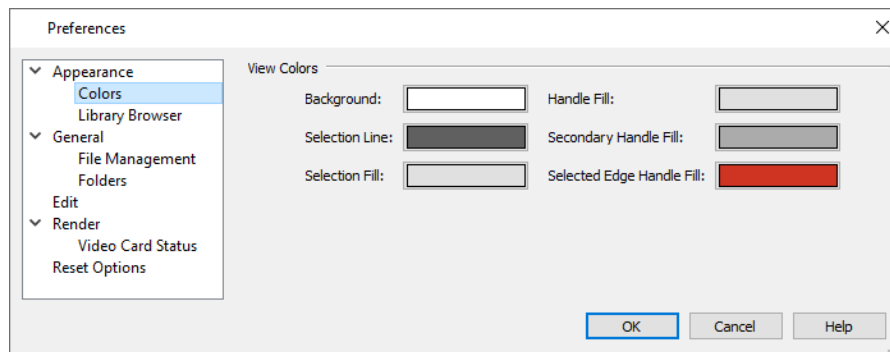 Preferences
Appearance
Colors
Library Browser
General
File Management
Folders
Edit
Render
Video Card Status
Reset Options
View Colors
Background:
Handle Fill:
Selection Line:
Secondary Handle Fill:
Selection Fill:
Selected Edge Handle Fill:
OK
Cancel
Help